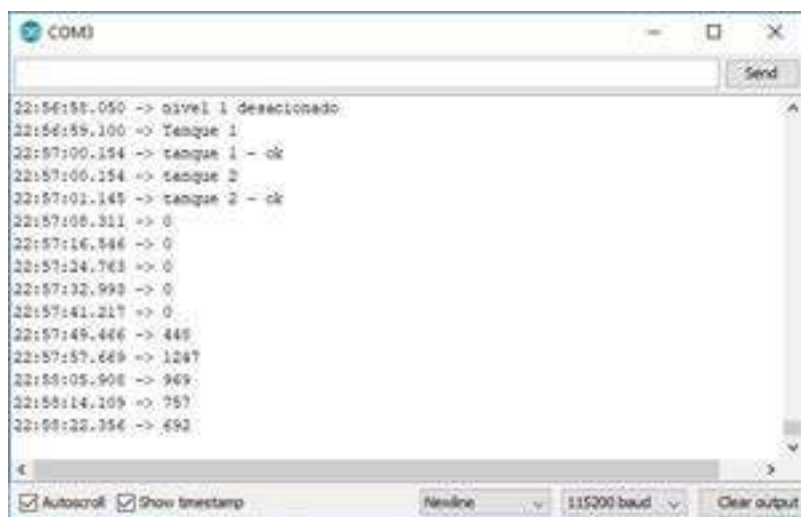 COM3
Send
22:56:58.050 -> nivel 1 desacionado
22:56:59.100 -> Tanque 1
22:57:00.154 -> tanque 1 - ok
22:57:00.154 -> tanque 2
22:57:01.165 -> tanque 2 - ok
22:57:08.311 -> 0
22:57:16.546 -> 0
22:57:24.763 -> 0
22:57:32.993 -> 0
22:57:41.217 -> 0
22:57:49.466 -> 445
22:57:57.669 -> 1247
22:58:05.908 -> 969
22:58:14.109 -> 757
22:58:22.356 -> 692
Autoscroll Show timestamp Newline 115200 baud Clear output